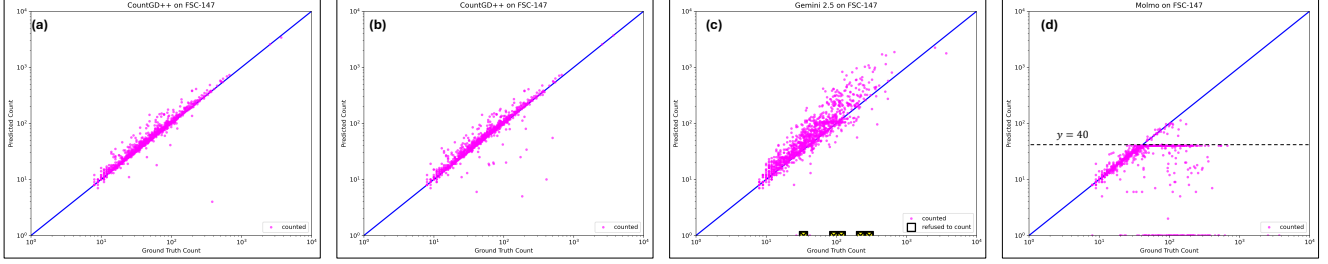 (a)
CountGD++ on FSC-147
Predicted Count
10⁴
10³
10²
10¹
10⁰
10⁰ 10¹ 10² 10³ 10⁴
Ground Truth Count
counted
(b)
CountGD++ on FSC-147
Predicted Count
10⁴
10³
10²
10¹
10⁰
10⁰ 10¹ 10² 10³ 10⁴
Ground Truth Count
counted
(c)
Gemini 2.5 on FSC-147
Predicted Count
10⁴
10³
10²
10¹
10⁰
10⁰ 10¹ 10² 10³ 10⁴
Ground Truth Count
counted
refused to count
(d)
Molmo on FSC-147
Predicted Count
10⁴
10³
10²
10¹
10⁰
10⁰ 10¹ 10² 10³ 10⁴
Ground Truth Count
y = 40
counted